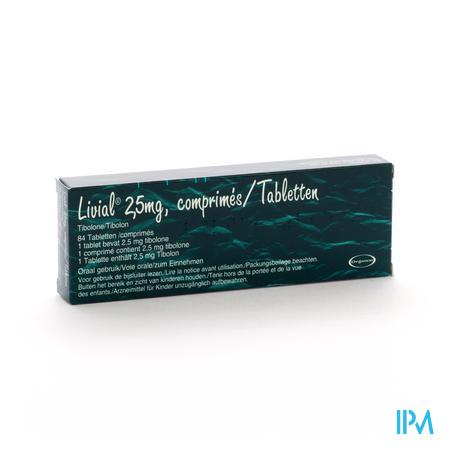 Livial® 2,5mg, comprimés/Tabletten
Tibolone/Tibolon
84 Tabletten /comprimés
1 tablet bevat 2,5 mg tibolone
1 comprimé contient 2,5 mg tibolone
1 Tablette enthält 2,5 mg Tibolon
Oraal gebruik/Voie orale/zum Einnehmen
Voor gebruik de bijsluiter lezen./Lire la notice avant utilisation./Packungsbeilage beachten.
Buiten het bereik en zicht van kinderen houden./Tenir hors de la portée et de la vue
des enfants./Arzneimittel für Kinder unzugänglich aufbewahren.
Organon
IPM